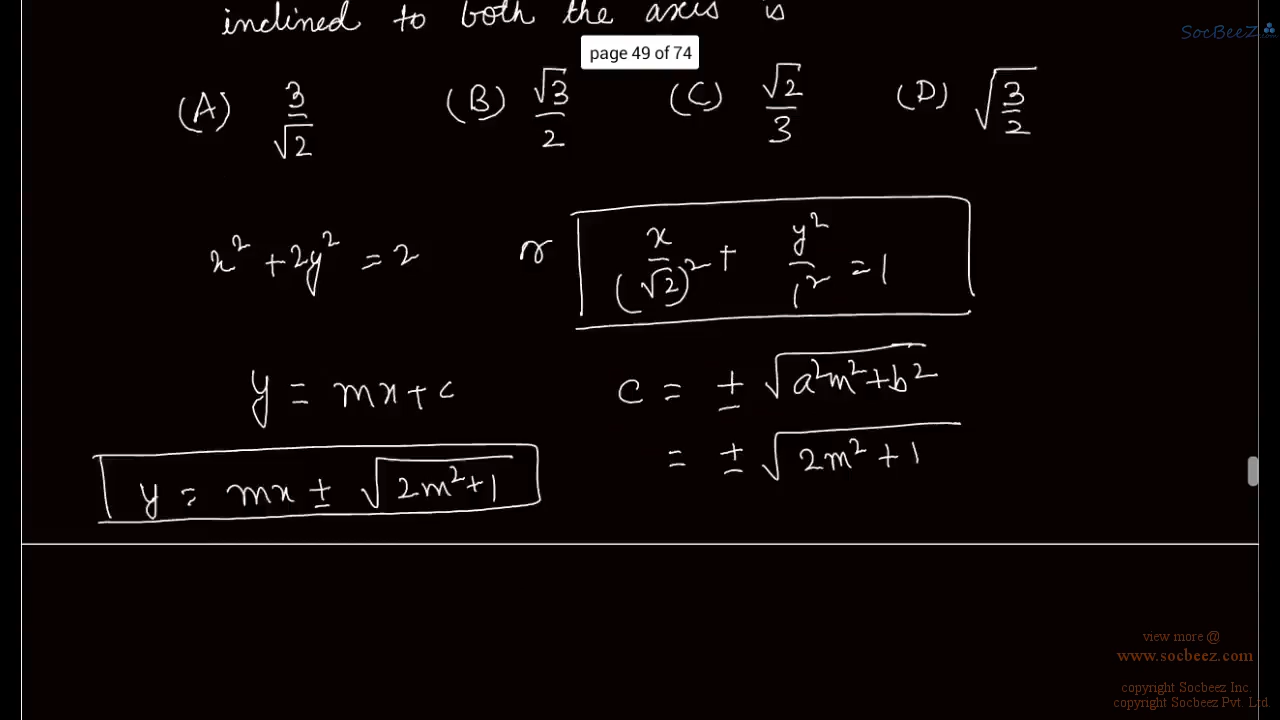 inclined to both the axis is
SocBeeZ
page 49 of 74
(A) 3/√2 (B) √3/2 (C) √2/3 (D) √(3/2)
x² + 2y² = 2 or x/(√2)² + y²/1² = 1
y = mx + c c = ± √(a²m² + b²)
= ± √(2m² + 1)
y = mx ± √(2m² + 1)
view more @
www.socbeez.com
copyright Socbeez Inc.
copyright Socbeez Pvt. Ltd.